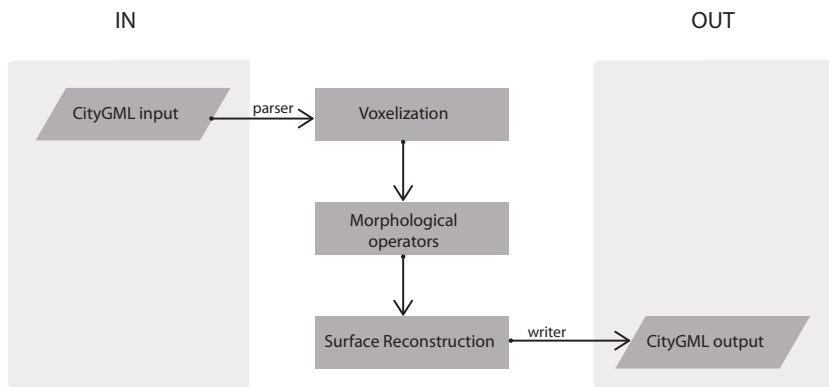 IN
OUT
CityGML input
parser
Voxelization
Morphological
operators
Surface Reconstruction
writer
CityGML output